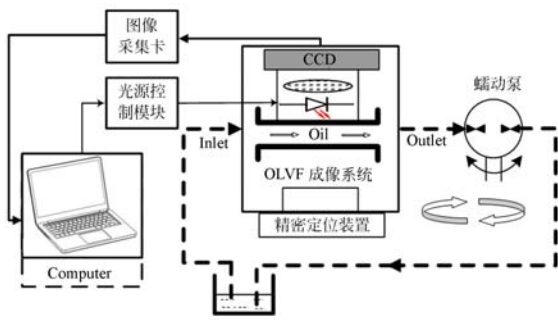 图像
采集卡
CCD
光源控
制模块
蠕动泵
Inlet
Oil
Outlet
OLVF 成像系统
精密定位装置
Computer